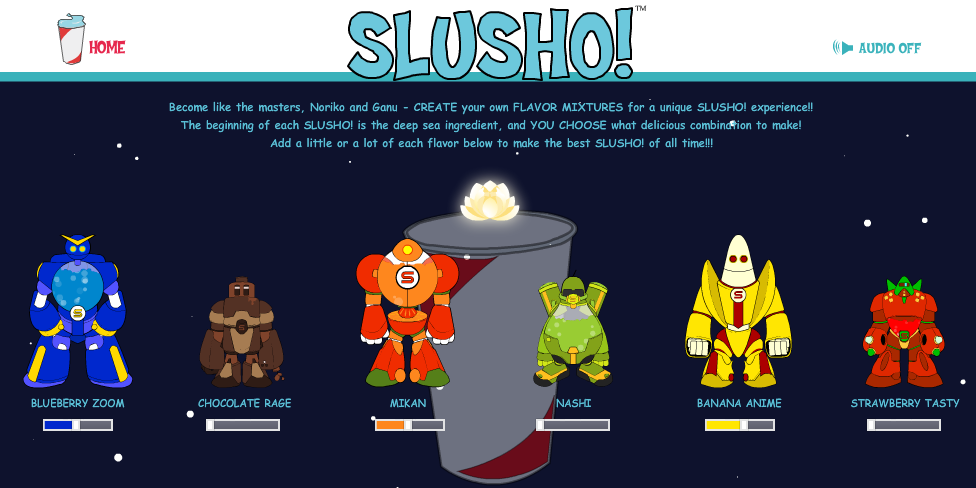 HOME
SLUSHO!™
AUDIO OFF
Become like the masters, Noriko and Ganu - CREATE your own FLAVOR MIXTURES for a unique SLUSHO! experience!!
The beginning of each SLUSHO! is the deep sea ingredient, and YOU CHOOSE what delicious combination to make!
Add a little or a lot of each flavor below to make the best SLUSHO! of all time!!!
S
S
S
S
BLUEBERRY ZOOM
CHOCOLATE RAGE
MIKAN
NASHI
BANANA ANIME
STRAWBERRY TASTY